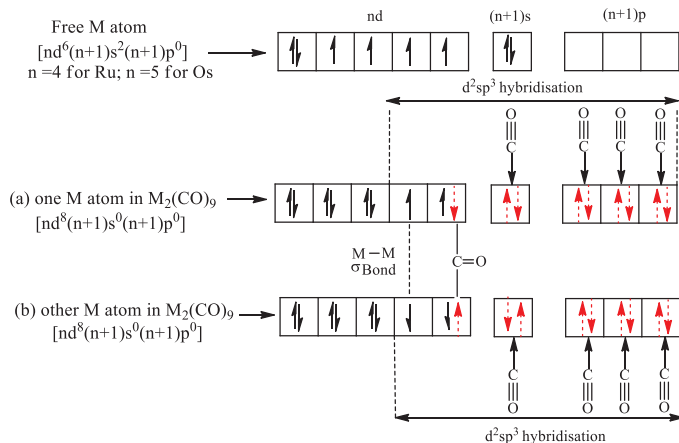 Free M atom
[nd⁶(n+1)s²(n+1)p⁰]
n =4 for Ru; n =5 for Os
nd
(n+1)s
(n+1)p
d²sp³ hybridisation
O
C
O
C
O
C
O
C
(a) one M atom in M₂(CO)₉
[nd⁸(n+1)s⁰(n+1)p⁰]
M – M
σ Bond
C=O
(b) other M atom in M₂(CO)₉
[nd⁸(n+1)s⁰(n+1)p⁰]
C
O
C
O
C
O
C
O
d²sp³ hybridisation